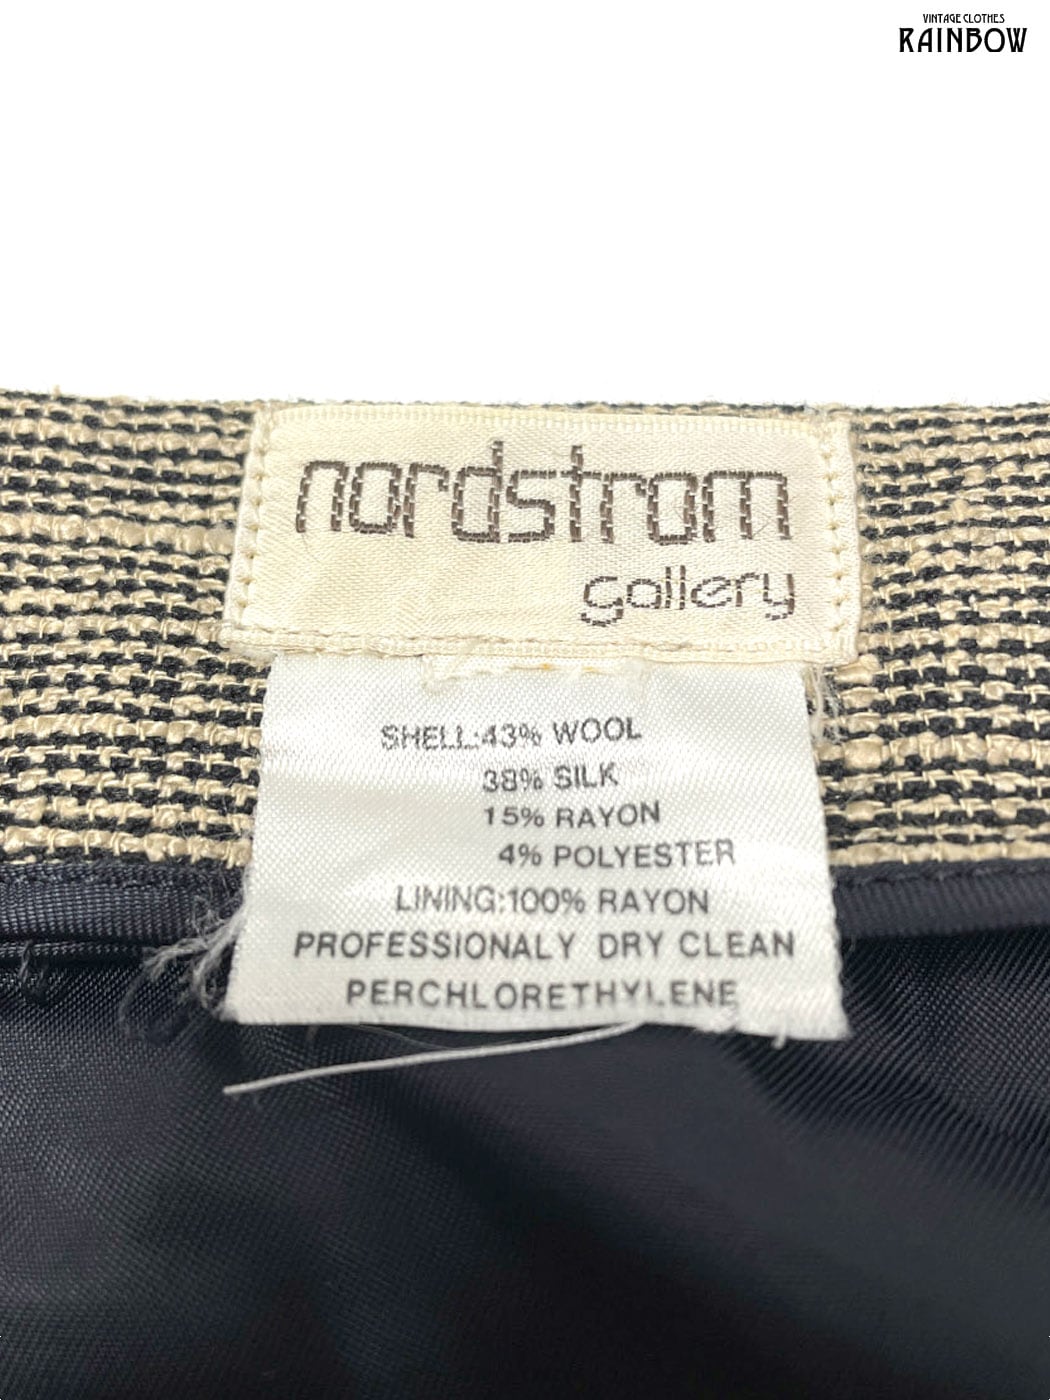 VINTAGE CLOTHES
RAINBOW
nordstrom
gallery
SHELL:43% WOOL
38% SILK
15% RAYON
4% POLYESTER
LINING:100% RAYON
PROFESSIONALY DRY CLEAN
PERCHLORETHYLENE